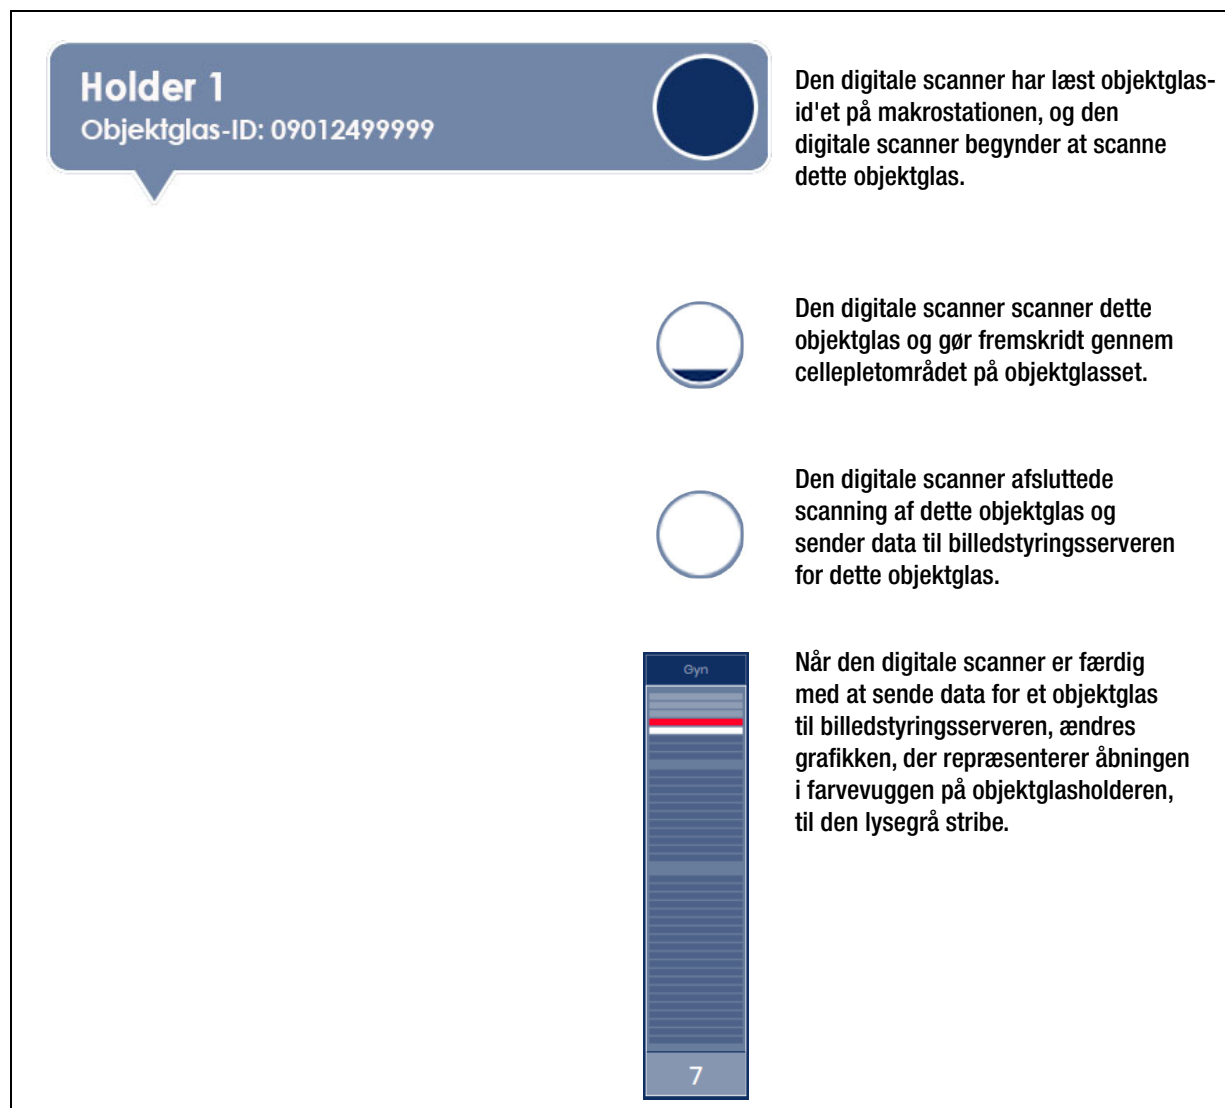 Holder 1
Objektglas-ID: 09012499999
Den digitale scanner har læst objektglas-
id'et på makrostationen, og den
digitale scanner begynder at scanne
dette objektglas.
Den digitale scanner scanner dette
objektglas og gør fremskridt gennem
cellepletområdet på objektglasset.
Den digitale scanner afsluttede
scanning af dette objektglas og
sender data til billedstyringsserveren
for dette objektglas.
Gyn
7
Når den digitale scanner er færdig
med at sende data for et objektglas
til billedstyringsserveren, ændres
grafikken, der repræsenterer åbningen
i farvevuggen på objektglasholderen,
til den lysegrå stribe.